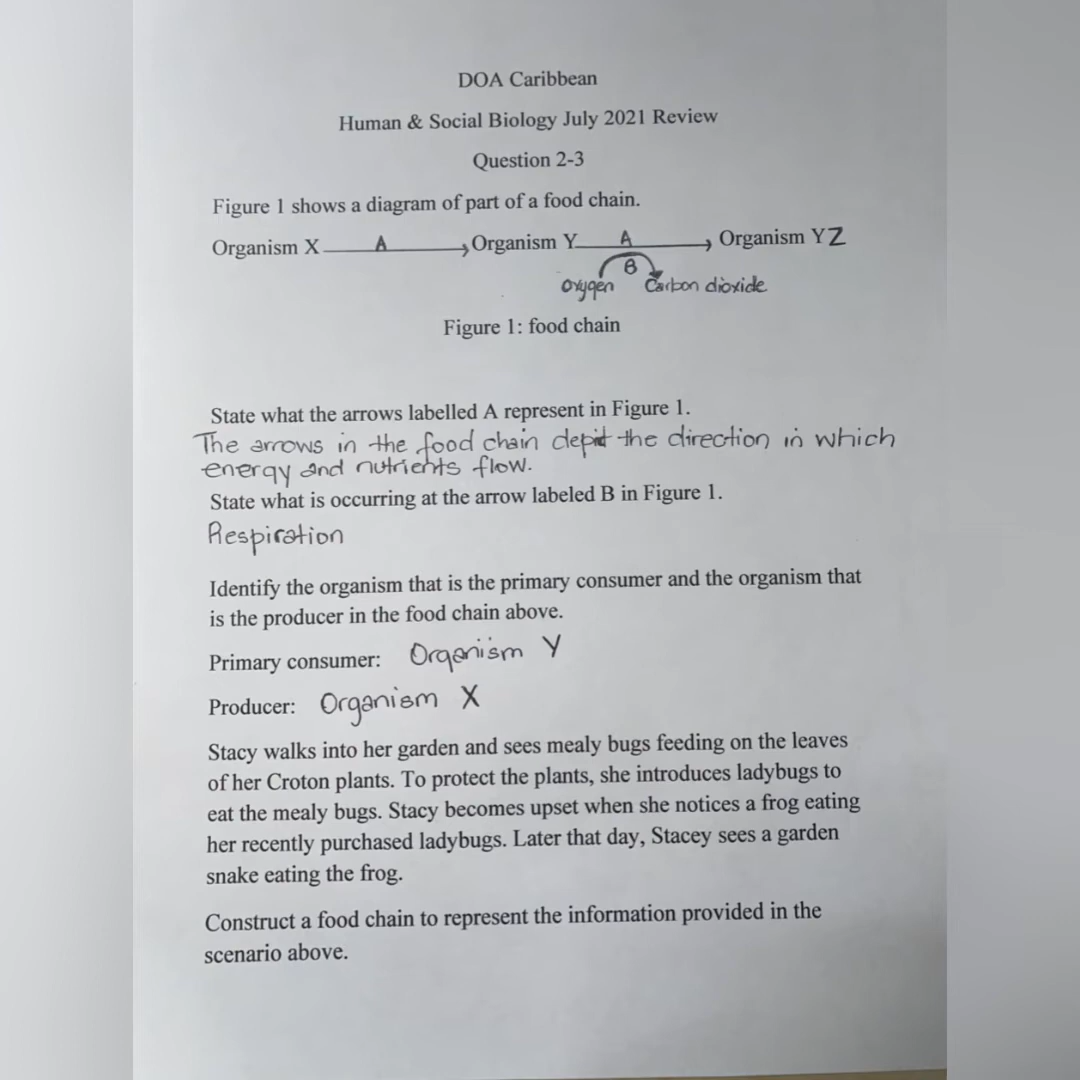 DOA Caribbean
Human & Social Biology July 2021 Review
Question 2-3
Figure 1 shows a diagram of part of a food chain.
Organism X A Organism Y A Organism YZ
B
Oxygen Carbon dioxide
Figure 1: food chain
State what the arrows labelled A represent in Figure 1.
The arrows in the food chain depict the direction in which
energy and nutrients flow.
State what is occurring at the arrow labeled B in Figure 1.
Respiration
Identify the organism that is the primary consumer and the organism that
is the producer in the food chain above.
Primary consumer: Organism Y
Producer: Organism X
Stacy walks into her garden and sees mealy bugs feeding on the leaves
of her Croton plants. To protect the plants, she introduces ladybugs to
eat the mealy bugs. Stacy becomes upset when she notices a frog eating
her recently purchased ladybugs. Later that day, Stacey sees a garden
snake eating the frog.
Construct a food chain to represent the information provided in the
scenario above.